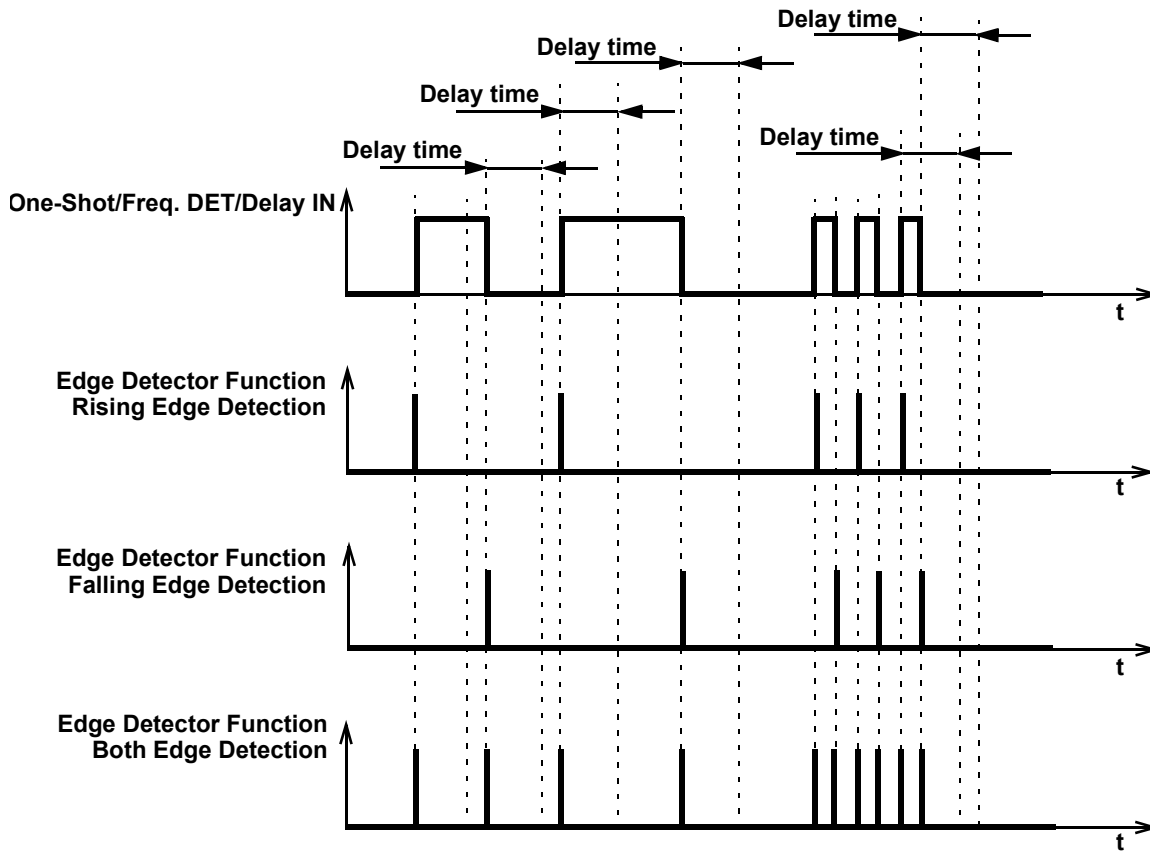 Delay time
Delay time
Delay time
Delay time
Delay time
One-Shot/Freq. DET/Delay IN
t
Edge Detector Function
Rising Edge Detection
t
Edge Detector Function
Falling Edge Detection
t
Edge Detector Function
Both Edge Detection
t